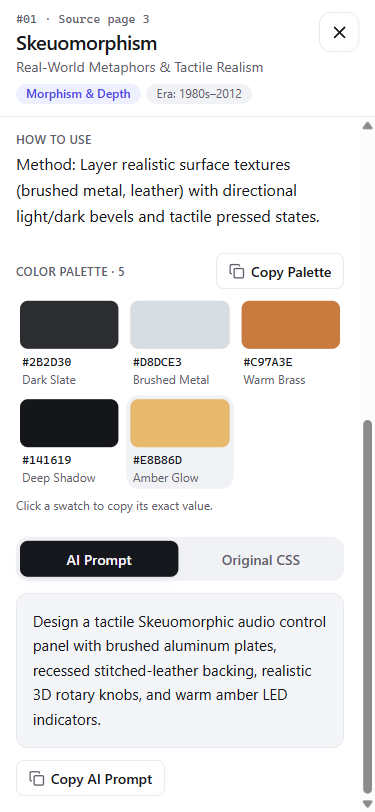 #01 · Source page 3
Skeuomorphism
Real-World Metaphors & Tactile Realism
Morphism & Depth
Era: 1980s–2012
HOW TO USE
Method: Layer realistic surface textures
(brushed metal, leather) with directional
light/dark bevels and tactile pressed states.
COLOR PALETTE · 5
Copy Palette
#2B2D30
Dark Slate
#D8DCE3
Brushed Metal
#C97A3E
Warm Brass
#141619
Deep Shadow
#E8B86D
Amber Glow
Click a swatch to copy its exact value.
AI Prompt
Original CSS
Design a tactile Skeuomorphic audio control
panel with brushed aluminum plates,
recessed stitched-leather backing, realistic
3D rotary knobs, and warm amber LED
indicators.
Copy AI Prompt